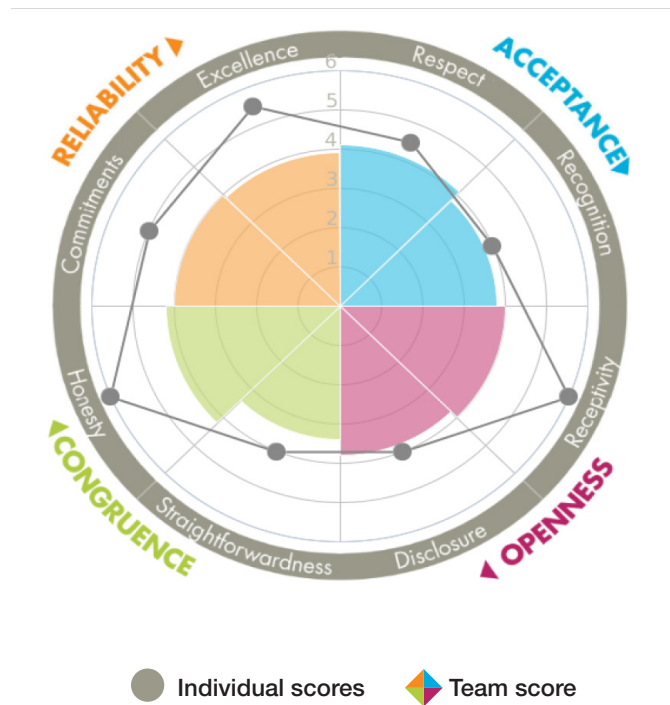 RELIABILITY
ACCEPTANCE
Excellence
Respect
Commitments
Recognition
6
5
4
3
2
1
Honesty
Receptivity
Straightforwardness
Disclosure
CONGRUENCE
OPENNESS
Individual scores
Team score